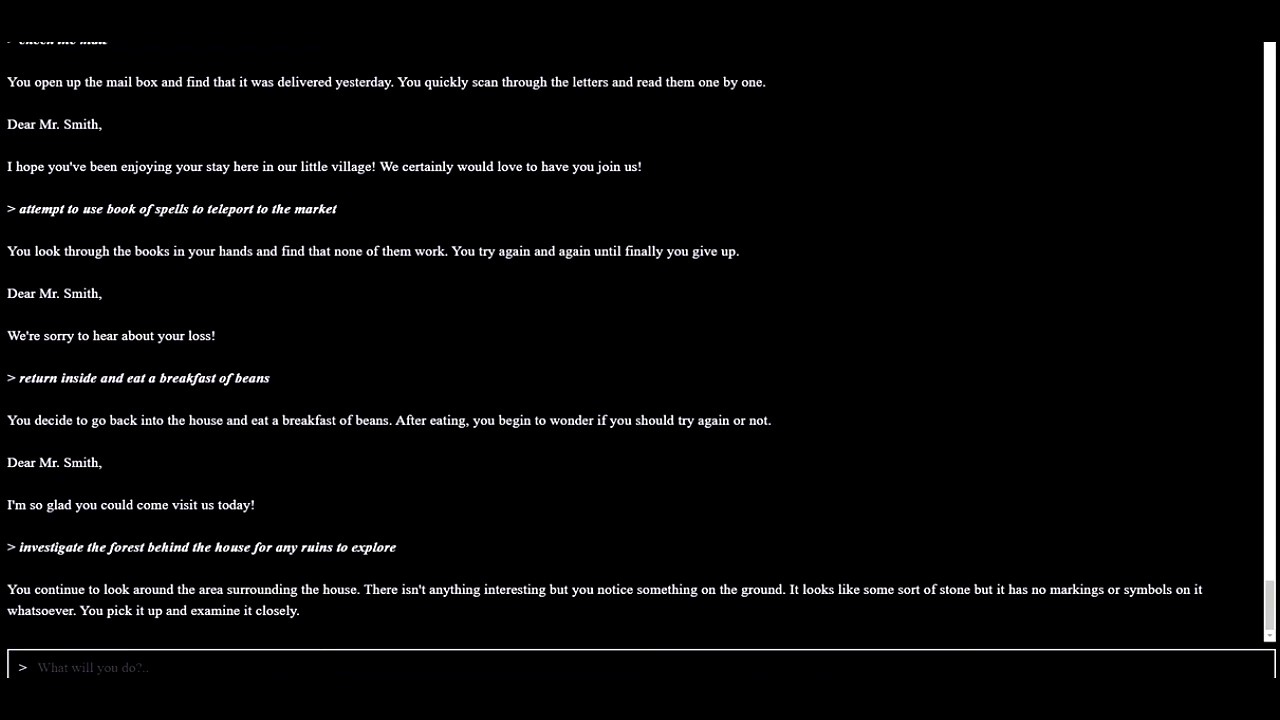 You open up the mail box and find that it was delivered yesterday. You quickly scan through the letters and read them one by one.
Dear Mr. Smith,
I hope you've been enjoying your stay here in our little village! We certainly would love to have you join us!
> attempt to use book of spells to teleport to the market
You look through the books in your hands and find that none of them work. You try again and again until finally you give up.
Dear Mr. Smith,
We're sorry to hear about your loss!
> return inside and eat a breakfast of beans
You decide to go back into the house and eat a breakfast of beans. After eating, you begin to wonder if you should try again or not.
Dear Mr. Smith,
I'm so glad you could come visit us today!
> investigate the forest behind the house for any ruins to explore
You continue to look around the area surrounding the house. There isn't anything interesting but you notice something on the ground. It looks like some sort of stone but it has no markings or symbols on it
whatsoever. You pick it up and examine it closely.
> What will you do?..